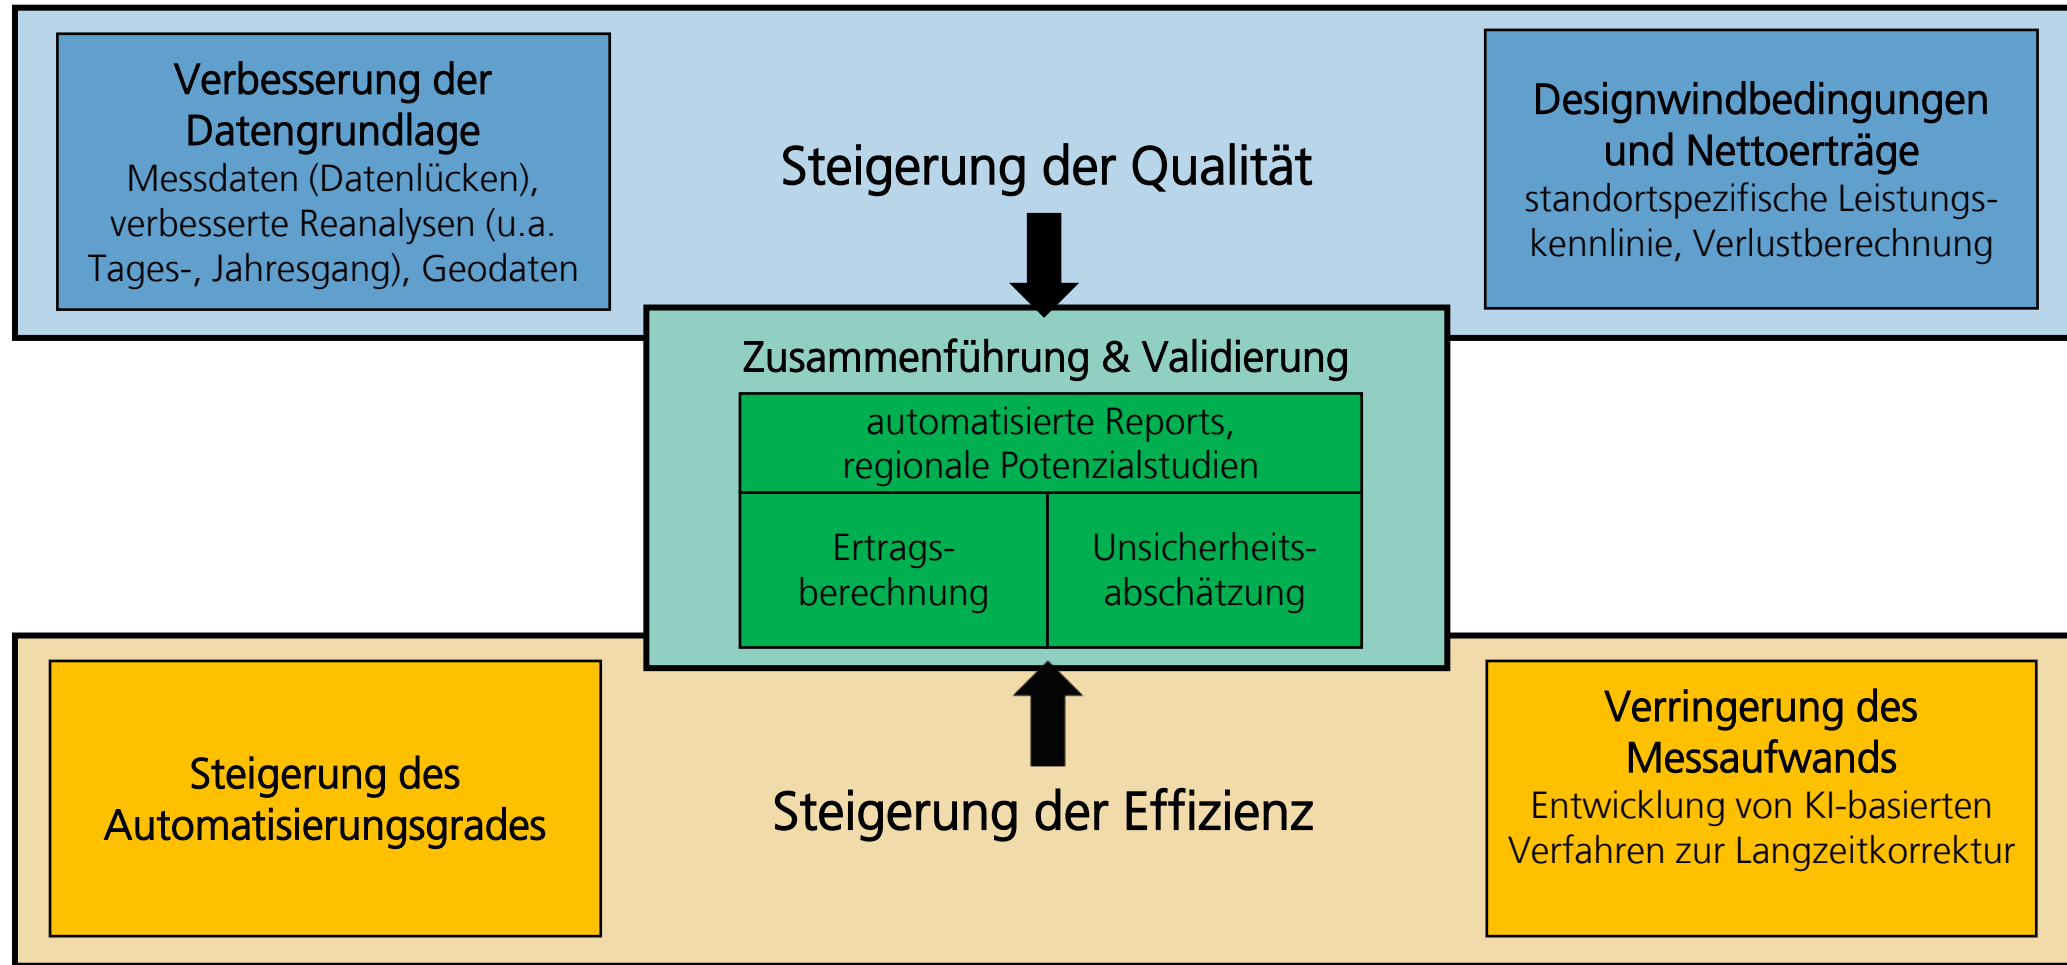 Verbesserung der
Datengrundlage
Messdaten (Datenlücken),
verbesserte Reanalysen (u.a.
Tages-, Jahresgang), Geodaten
Steigerung der Qualität
Designwindbedingungen
und Nettoerträge
standortspezifische Leistungs-
kennlinie, Verlustberechnung
Zusammenführung & Validierung
automatisierte Reports,
regionale Potenzialstudien
Ertrags-
berechnung
Unsicherheits-
abschätzung
Steigerung des
Automatisierungsgrades
Steigerung der Effizienz
Verringerung des
Messaufwands
Entwicklung von KI-basierten
Verfahren zur Langzeitkorrektur